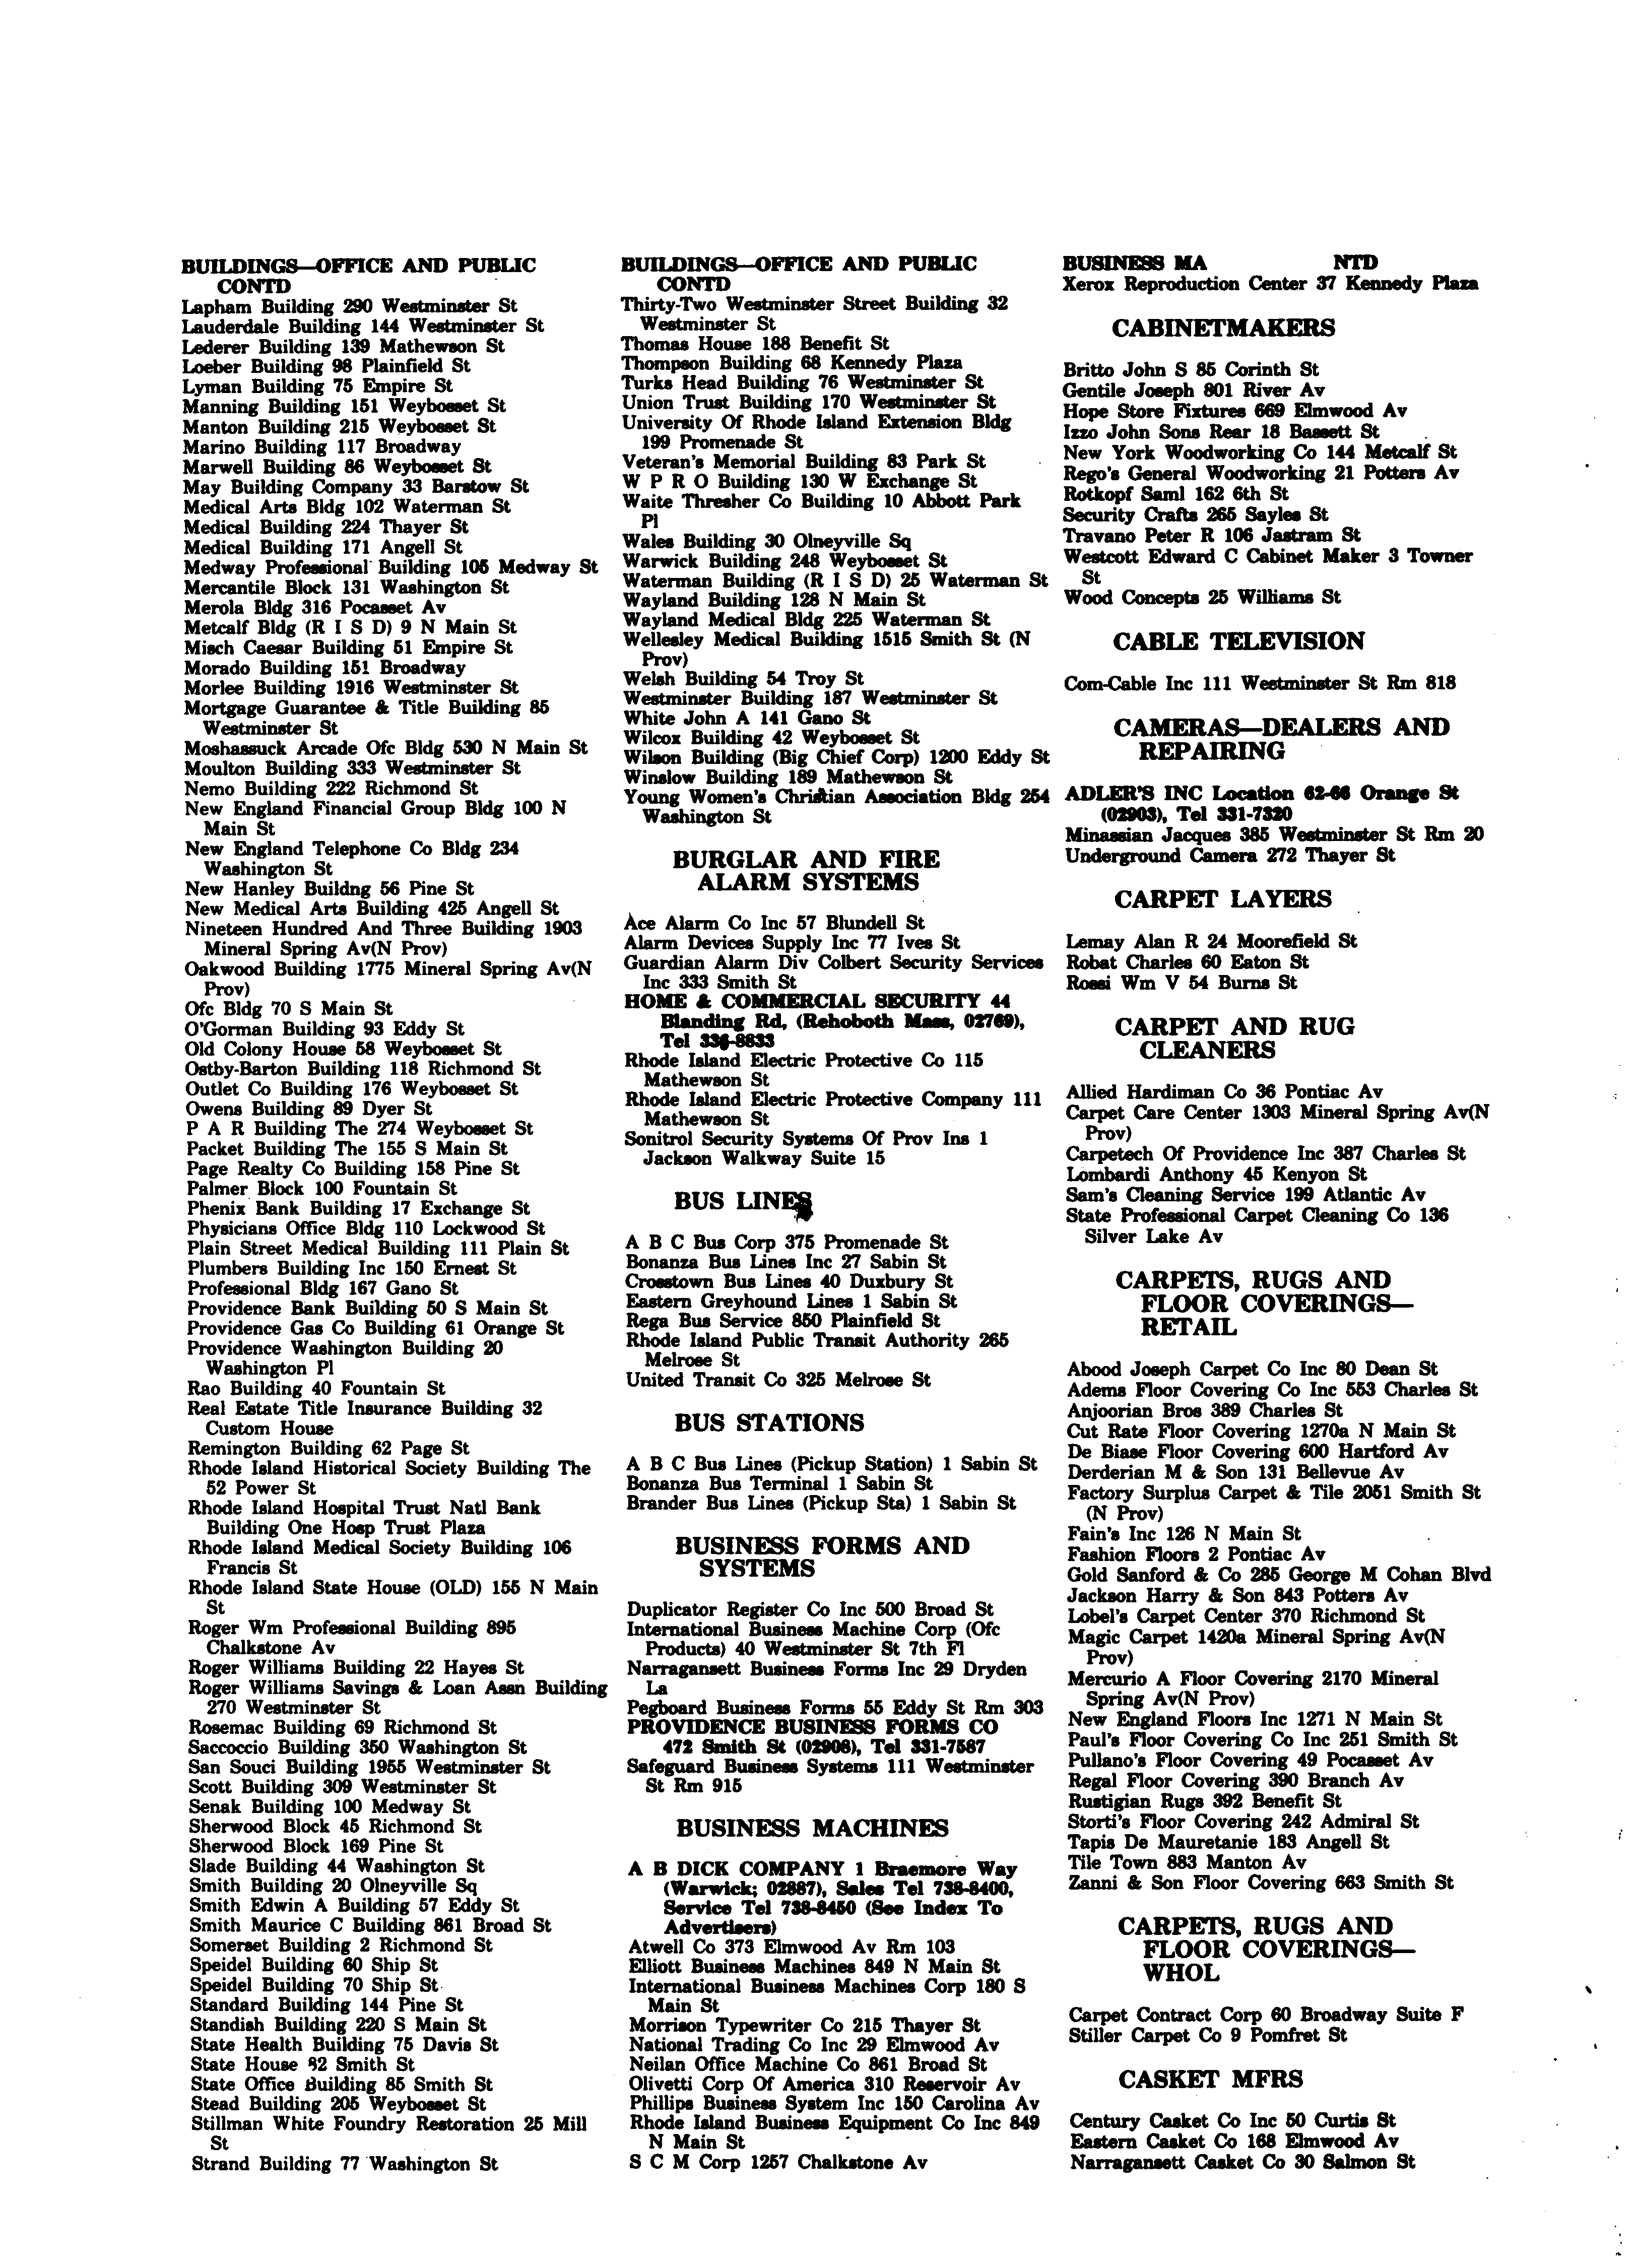 BUILDINGS—OFFICE AND PUBLIC
CONTD
Lapham Building 290 Westminster St
Lauderdale Building 144 Westminster St
Lederer Building 139 Mathewson St
Loeber Building 98 Plainfield St
Lyman Building 75 Empire St
Manning Building 151 Weybosset St
Manton Building 215 Weybosset St
Marino Building 117 Broadway
Marwell Building 86 Weybosset St
May Building Company 33 Barstow St
Medical Arts Bldg 102 Waterman St
Medical Building 224 Thayer St
Medical Building 171 Angell St
Medway Professional Building 105 Medway St
Mercantile Block 131 Washington St
Merola Bldg 316 Pocasset Av
Metcalf Bldg (R I S D) 9 N Main St
Misch Caesar Building 51 Empire St
Morado Building 151 Broadway
Morlee Building 1916 Westminster St
Mortgage Guarantee & Title Building 85
Westminster St
Moshassuck Arcade Ofc Bldg 530 N Main St
Moulton Building 333 Westminster St
Nemo Building 222 Richmond St
New England Financial Group Bldg 100 N
Main St
New England Telephone Co Bldg 234
Washington St
New Hanley Buildng 56 Pine St
New Medical Arts Building 425 Angell St
Nineteen Hundred And Three Building 1903
Mineral Spring Av(N Prov)
Oakwood Building 1775 Mineral Spring Av(N
Prov)
Ofc Bldg 70 S Main St
O'Gorman Building 93 Eddy St
Old Colony House 58 Weybosset St
Ostby-Barton Building 118 Richmond St
Outlet Co Building 176 Weybosset St
Owens Building 89 Dyer St
P A R Building The 274 Weybosset St
Packet Building The 155 S Main St
Page Realty Co Building 158 Pine St
Palmer Block 100 Fountain St
Phenix Bank Building 17 Exchange St
Physicians Office Bldg 110 Lockwood St
Plain Street Medical Building 111 Plain St
Plumbers Building Inc 150 Ernest St
Professional Bldg 167 Gano St
Providence Bank Building 50 S Main St
Providence Gas Co Building 61 Orange St
Providence Washington Building 20
Washington Pl
Rao Building 40 Fountain St
Real Estate Title Insurance Building 32
Custom House
Remington Building 62 Page St
Rhode Island Historical Society Building The
52 Power St
Rhode Island Hospital Trust Natl Bank
Building One Hosp Trust Plaza
Rhode Island Medical Society Building 106
Francis St
Rhode Island State House (OLD) 155 N Main
St
Roger Wm Professional Building 895
Chalkstone Av
Roger Williams Building 22 Hayes St
Roger Williams Savings & Loan Assn Building
270 Westminster St
Rosemac Building 69 Richmond St
Saccoccio Building 350 Washington St
San Souci Building 1955 Westminster St
Scott Building 309 Westminster St
Senak Building 100 Medway St
Sherwood Block 45 Richmond St
Sherwood Block 169 Pine St
Slade Building 44 Washington St
Smith Building 20 Olneyville Sq
Smith Edwin A Building 57 Eddy St
Smith Maurice C Building 861 Broad St
Somerset Building 2 Richmond St
Speidel Building 60 Ship St
Speidel Building 70 Ship St
Standard Building 144 Pine St
Standish Building 220 S Main St
State Health Building 75 Davis St
State House 82 Smith St
State Office Building 85 Smith St
Stead Building 205 Weybosset St
Stillman White Foundry Restoration 25 Mill
St
Strand Building 77 Washington St
BUILDINGS—OFFICE AND PUBLIC
CONTD
Thirty-Two Westminster Street Building 32
Westminster St
Thomas House 188 Benefit St
Thompson Building 68 Kennedy Plaza
Turks Head Building 76 Westminster St
Union Trust Building 170 Westminster St
University Of Rhode Island Extension Bldg
199 Promenade St
Veteran's Memorial Building 83 Park St
W P R O Building 130 W Exchange St
Waite Thresher Co Building 10 Abbott Park
Pl
Wales Building 30 Olneyville Sq
Warwick Building 248 Weybosset St
Waterman Building (R I S D) 25 Waterman St
Wayland Building 128 N Main St
Wayland Medical Bldg 225 Waterman St
Wellesley Medical Building 1515 Smith St (N
Prov)
Welsh Building 54 Troy St
Westminster Building 187 Westminster St
White John A 141 Gano St
Wilcox Building 42 Weybosset St
Wilson Building (Big Chief Corp) 1200 Eddy St
Winslow Building 189 Mathewson St
Young Women's Christian Association Bldg 254
Washington St
BURGLAR AND FIRE
ALARM SYSTEMS
Ace Alarm Co Inc 57 Blundell St
Alarm Devices Supply Inc 77 Ives St
Guardian Alarm Div Colbert Security Services
Inc 333 Smith St
HOME & COMMERCIAL SECURITY 44
Blanding Rd, (Rehoboth Mass, 02769),
Tel 336-8833
Rhode Island Electric Protective Co 115
Mathewson St
Rhode Island Electric Protective Company 111
Mathewson St
Sonitrol Security Systems Of Prov Ins 1
Jackson Walkway Suite 15
BUS LINES
A B C Bus Corp 375 Promenade St
Bonanza Bus Lines Inc 27 Sabin St
Crosstown Bus Lines 40 Duxbury St
Eastern Greyhound Lines 1 Sabin St
Rega Bus Service 850 Plainfield St
Rhode Island Public Transit Authority 265
Melrose St
United Transit Co 325 Melrose St
BUS STATIONS
A B C Bus Lines (Pickup Station) 1 Sabin St
Bonanza Bus Terminal 1 Sabin St
Brander Bus Lines (Pickup Sta) 1 Sabin St
BUSINESS FORMS AND
SYSTEMS
Duplicator Register Co Inc 500 Broad St
International Business Machine Corp (Ofc
Products) 40 Westminster St 7th Fl
Narragansett Business Forms Inc 29 Dryden
La
Pegboard Business Forms 55 Eddy St Rm 303
PROVIDENCE BUSINESS FORMS CO
472 Smith St (02908), Tel 331-7587
Safeguard Business Systems 111 Westminster
St Rm 915
BUSINESS MACHINES
A B DICK COMPANY 1 Braemore Way
(Warwick; 02887), Sales Tel 738-8400,
Service Tel 738-8450 (See Index To
Advertisers)
Atwell Co 373 Elmwood Av Rm 103
Elliott Business Machines 849 N Main St
International Business Machines Corp 180 S
Main St
Morrison Typewriter Co 215 Thayer St
National Trading Co Inc 29 Elmwood Av
Neilan Office Machine Co 861 Broad St
Olivetti Corp Of America 310 Reservoir Av
Phillips Business System Inc 150 Carolina Av
Rhode Island Business Equipment Co Inc 849
N Main St
S C M Corp 1257 Chalkstone Av
BUSINESS MA NTD
Xerox Reproduction Center 37 Kennedy Plaza
CABINETMAKERS
Britto John S 85 Corinth St
Gentile Joseph 801 River Av
Hope Store Fixtures 669 Elmwood Av
Izzo John Sons Rear 18 Bassett St
New York Woodworking Co 144 Metcalf St
Rego's General Woodworking 21 Potters Av
Rotkopf Saml 162 6th St
Security Crafts 265 Sayles St
Travano Peter R 106 Jastram St
Westcott Edward C Cabinet Maker 3 Towner
St
Wood Concepts 25 Williams St
CABLE TELEVISION
Com-Cable Inc 111 Westminster St Rm 818
CAMERAS—DEALERS AND
REPAIRING
ADLER'S INC Location 62-66 Orange St
(02903), Tel 331-7320
Minassian Jacques 385 Westminster St Rm 20
Underground Camera 272 Thayer St
CARPET LAYERS
Lemay Alan R 24 Moorefield St
Robat Charles 60 Eaton St
Rossi Wm V 54 Burns St
CARPET AND RUG
CLEANERS
Allied Hardiman Co 36 Pontiac Av
Carpet Care Center 1303 Mineral Spring Av(N
Prov)
Carpetech Of Providence Inc 387 Charles St
Lombardi Anthony 45 Kenyon St
Sam's Cleaning Service 199 Atlantic Av
State Professional Carpet Cleaning Co 136
Silver Lake Av
CARPETS, RUGS AND
FLOOR COVERINGS—
RETAIL
Abood Joseph Carpet Co Inc 80 Dean St
Adems Floor Covering Co Inc 553 Charles St
Anjoorian Bros 389 Charles St
Cut Rate Floor Covering 1270a N Main St
De Biase Floor Covering 600 Hartford Av
Derderian M & Son 131 Bellevue Av
Factory Surplus Carpet & Tile 2051 Smith St
(N Prov)
Fain's Inc 126 N Main St
Fashion Floors 2 Pontiac Av
Gold Sanford & Co 285 George M Cohan Blvd
Jackson Harry & Son 843 Potters Av
Lobel's Carpet Center 370 Richmond St
Magic Carpet 1420a Mineral Spring Av(N
Prov)
Mercurio A Floor Covering 2170 Mineral
Spring Av(N Prov)
New England Floors Inc 1271 N Main St
Paul's Floor Covering Co Inc 251 Smith St
Pullano's Floor Covering 49 Pocasset Av
Regal Floor Covering 390 Branch Av
Rustigian Rugs 392 Benefit St
Storti's Floor Covering 242 Admiral St
Tapis De Mauretanie 183 Angell St
Tile Town 883 Manton Av
Zanni & Son Floor Covering 663 Smith St
CARPETS, RUGS AND
FLOOR COVERINGS—
WHOL
Carpet Contract Corp 60 Broadway Suite F
Stiller Carpet Co 9 Pomfret St
CASKET MFRS
Century Casket Co Inc 50 Curtis St
Eastern Casket Co 168 Elmwood Av
Narragansett Casket Co 30 Salmon St